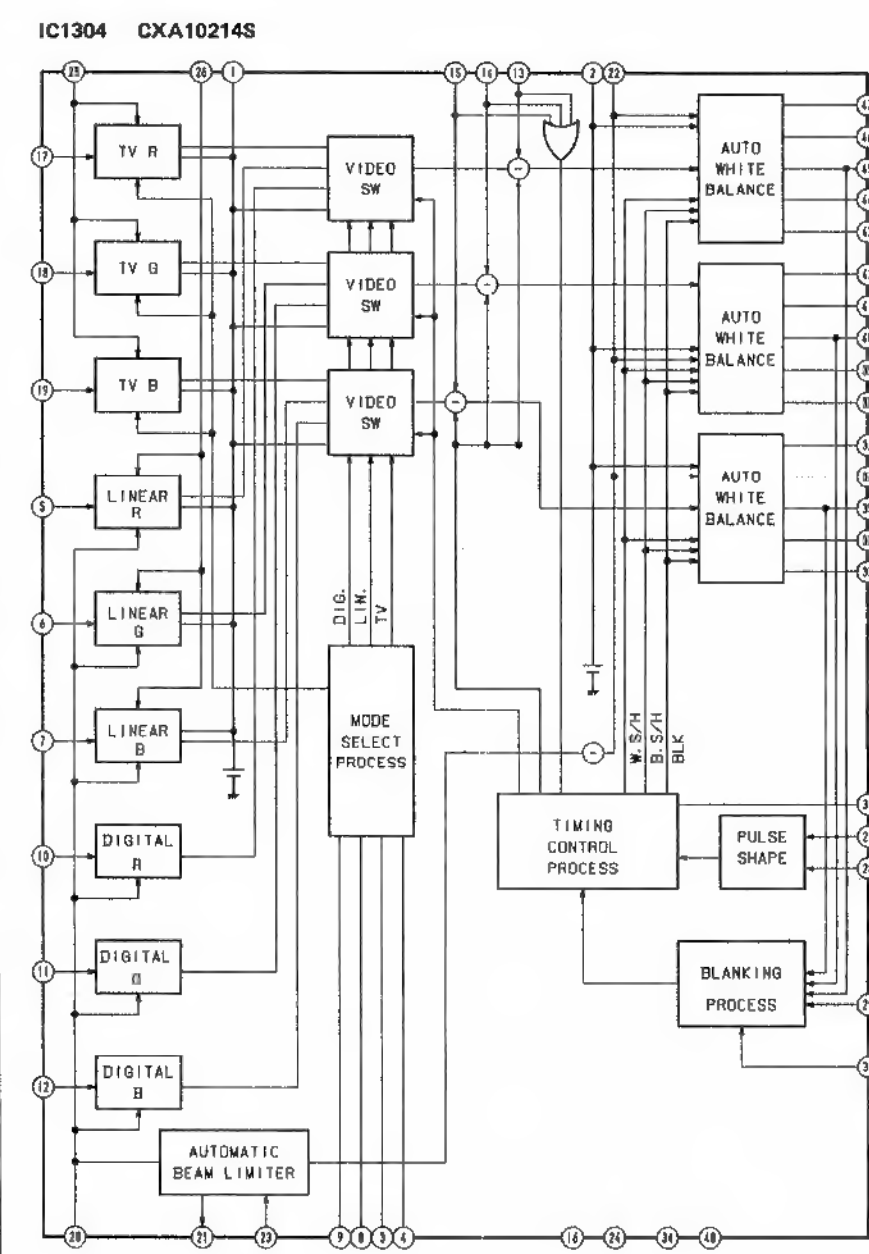 IC1304 CXA10214S
25 26 1 15 14 13 2 22
17
TV R
VIDEO
SW
AUTO
WHITE
BALANCE
18
TV G
VIDEO
SW
AUTO
WHITE
BALANCE
19
TV B
VIDEO
SW
5
LINEAR
R
AUTO
WHITE
BALANCE
6
LINEAR
G
DIG.
LIN.
TV
7
LINEAR
B
MODE
SELECT
PROCESS
W.S/H
B.S/H
BLK
10
DIGITAL
R
TIMING
CONTROL
PROCESS
PULSE
SHAPE
11
DIGITAL
G
BLANKING
PROCESS
12
DIGITAL
B
AUTOMATIC
BEAM LIMITER
20 21 23 9 8 3 4 16 24 34 48